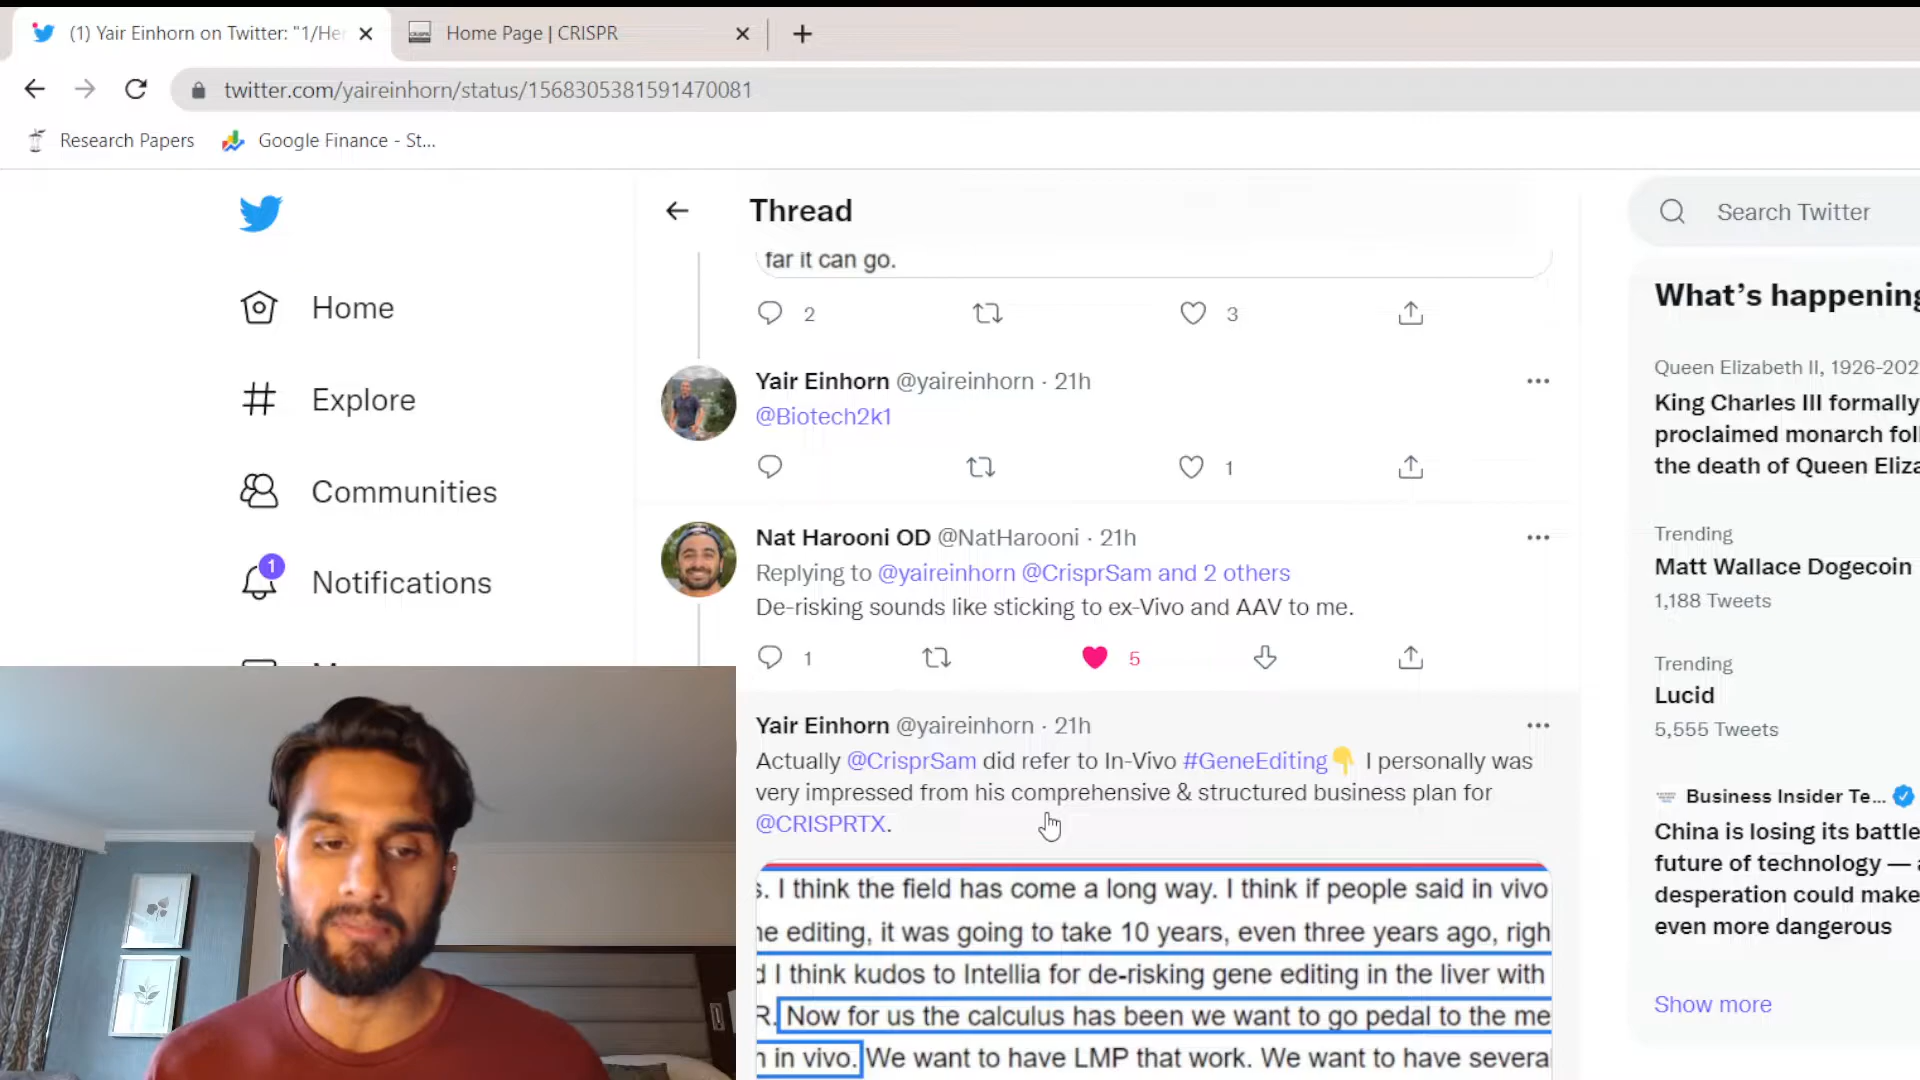 (1) Yair Einhorn on Twitter: "1/Her
Home Page | CRISPR
twitter.com/yaireinhorn/status/1568305381591470081
Research Papers
Google Finance - St...
Thread
Search Twitter
far it can go.
2
3
Home
Explore
Communities
1
Notifications
Yair Einhorn @yaireinhorn · 21h
@Biotech2k1
1
Nat Harooni OD @NatHarooni · 21h
Replying to @yaireinhorn @CrisprSam and 2 others
De-risking sounds like sticking to ex-Vivo and AAV to me.
1
5
Yair Einhorn @yaireinhorn · 21h
Actually @CrisprSam did refer to In-Vivo #GeneEditing👇 I personally was
very impressed from his comprehensive & structured business plan for
@CRISPRTX.
s. I think the field has come a long way. I think if people said in vivo
ne editing, it was going to take 10 years, even three years ago, righ
d I think kudos to Intellia for de-risking gene editing in the liver with
R. Now for us the calculus has been we want to go pedal to the me
n in vivo. We want to have LMP that work. We want to have severa
What's happening
Queen Elizabeth II, 1926-202
King Charles III formally
proclaimed monarch foll
the death of Queen Eliza
Trending
Matt Wallace Dogecoin
1,188 Tweets
Trending
Lucid
5,555 Tweets
Business Insider Te...
China is losing its battle
future of technology — a
desperation could make
even more dangerous
Show more